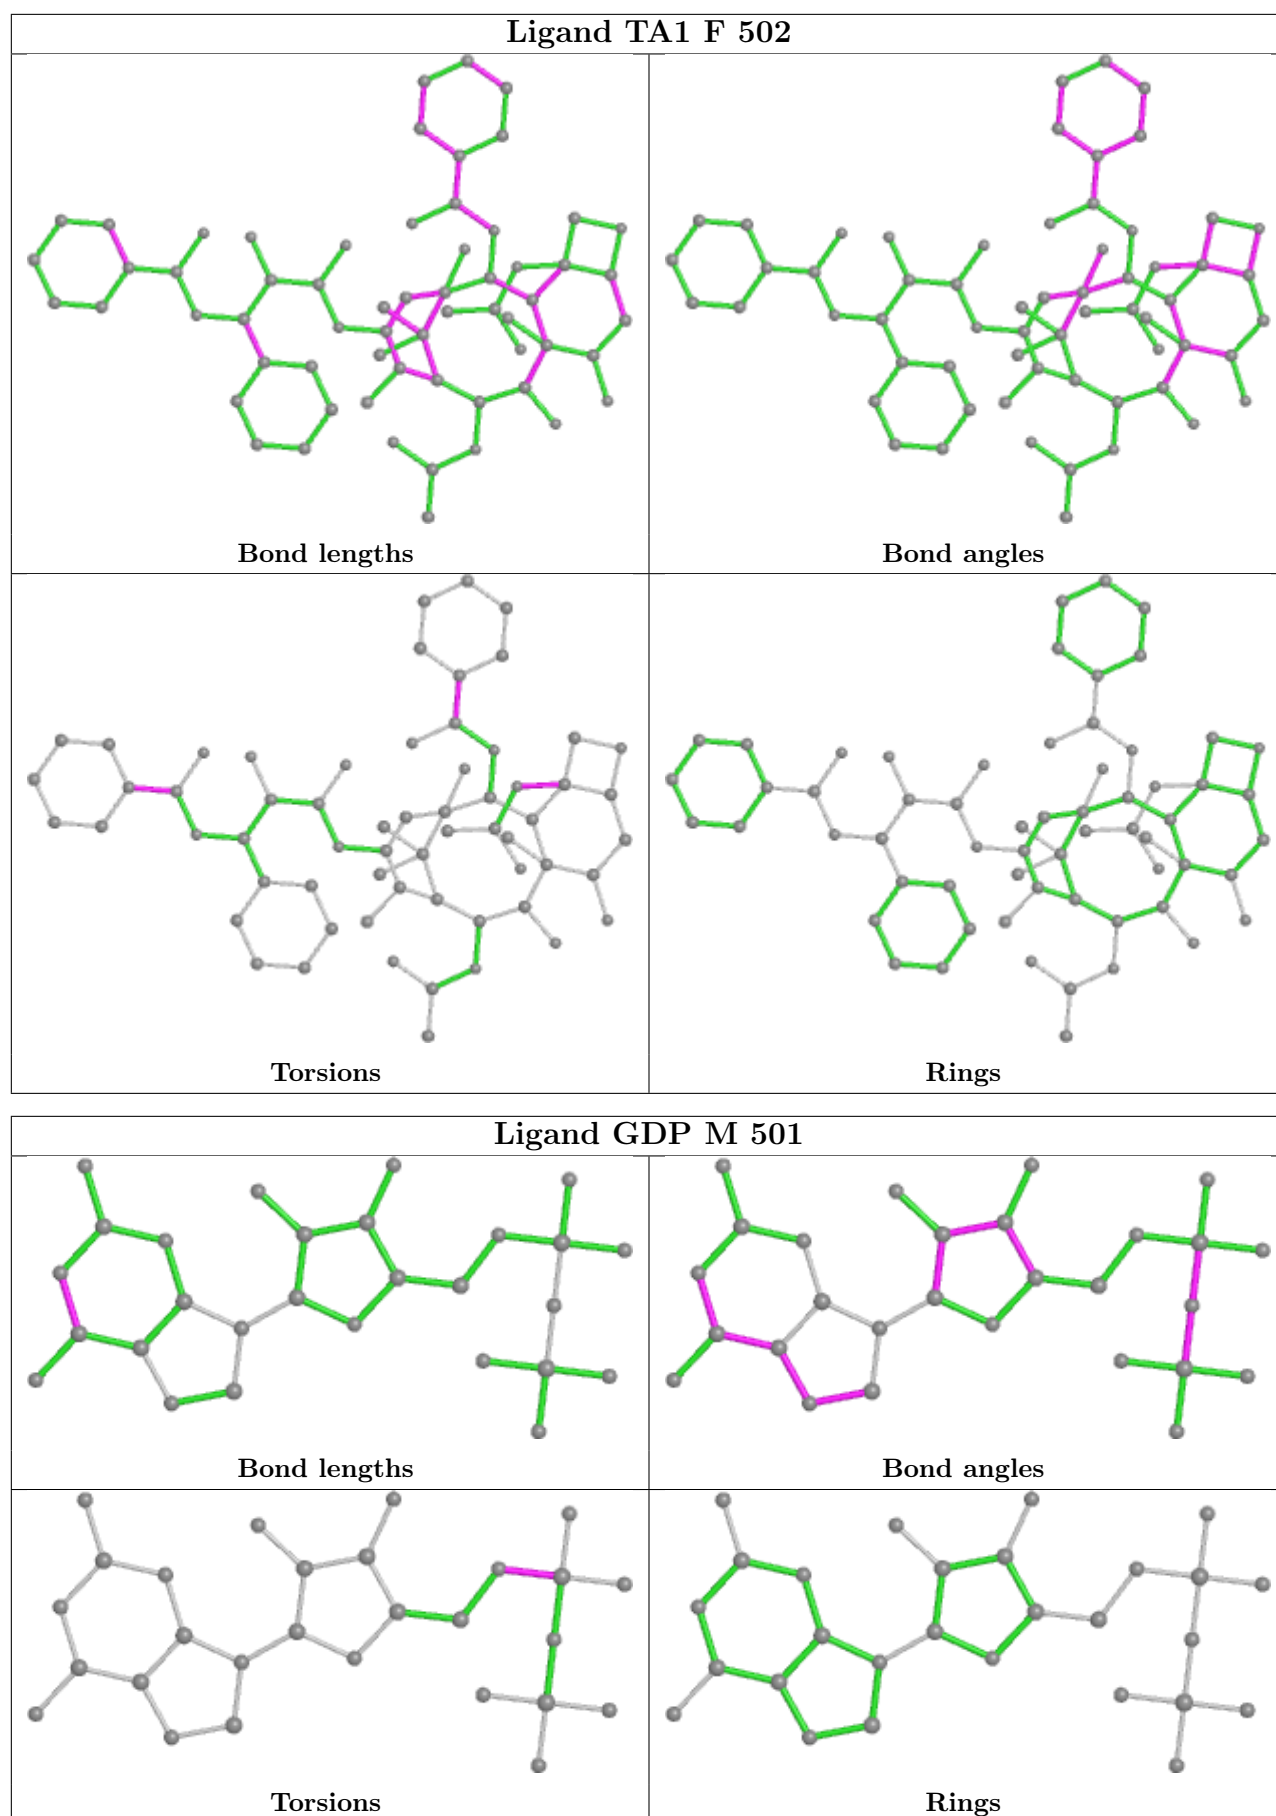 Ligand TA1 F 502
Bond lengths
Bond angles
Torsions
Rings
Ligand GDP M 501
Bond lengths
Bond angles
Torsions
Rings